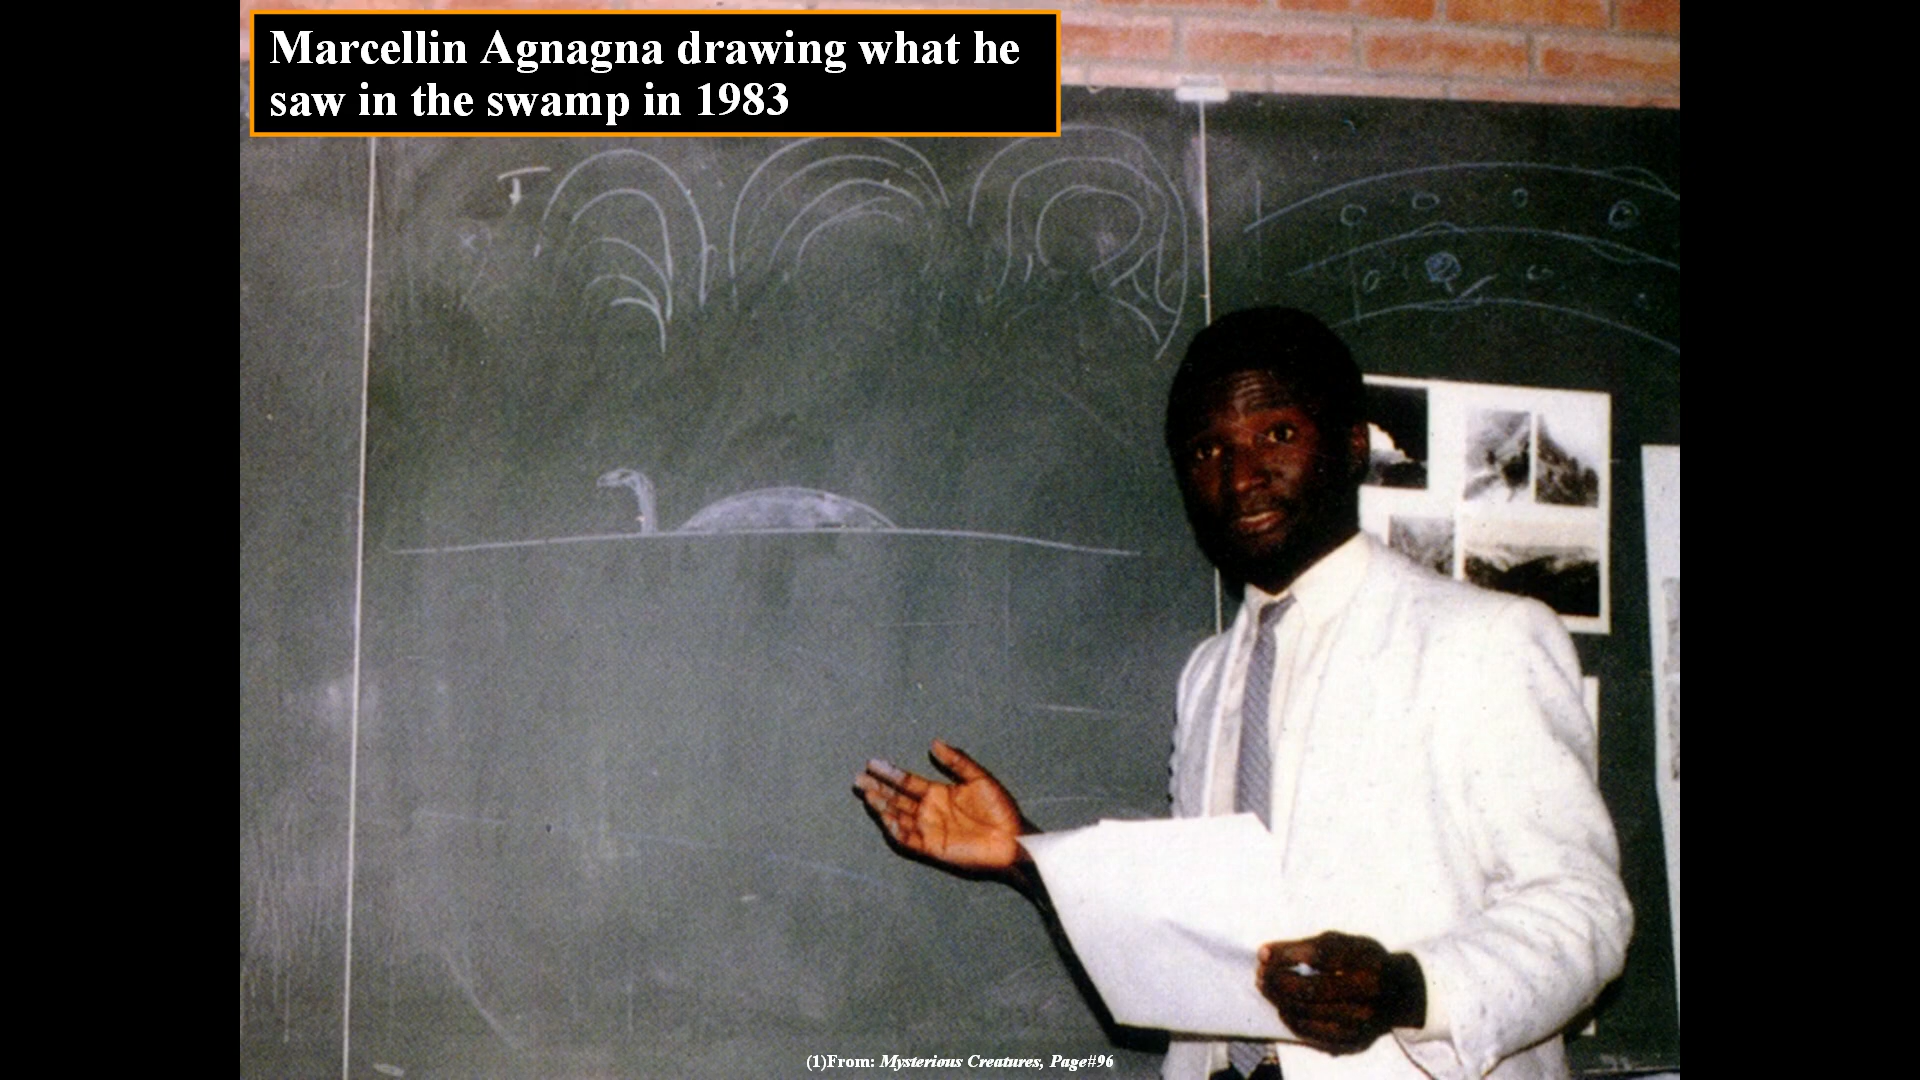 Marcellin Agnagna drawing what he
saw in the swamp in 1983
(1)From: Mysterious Creatures, Page#96